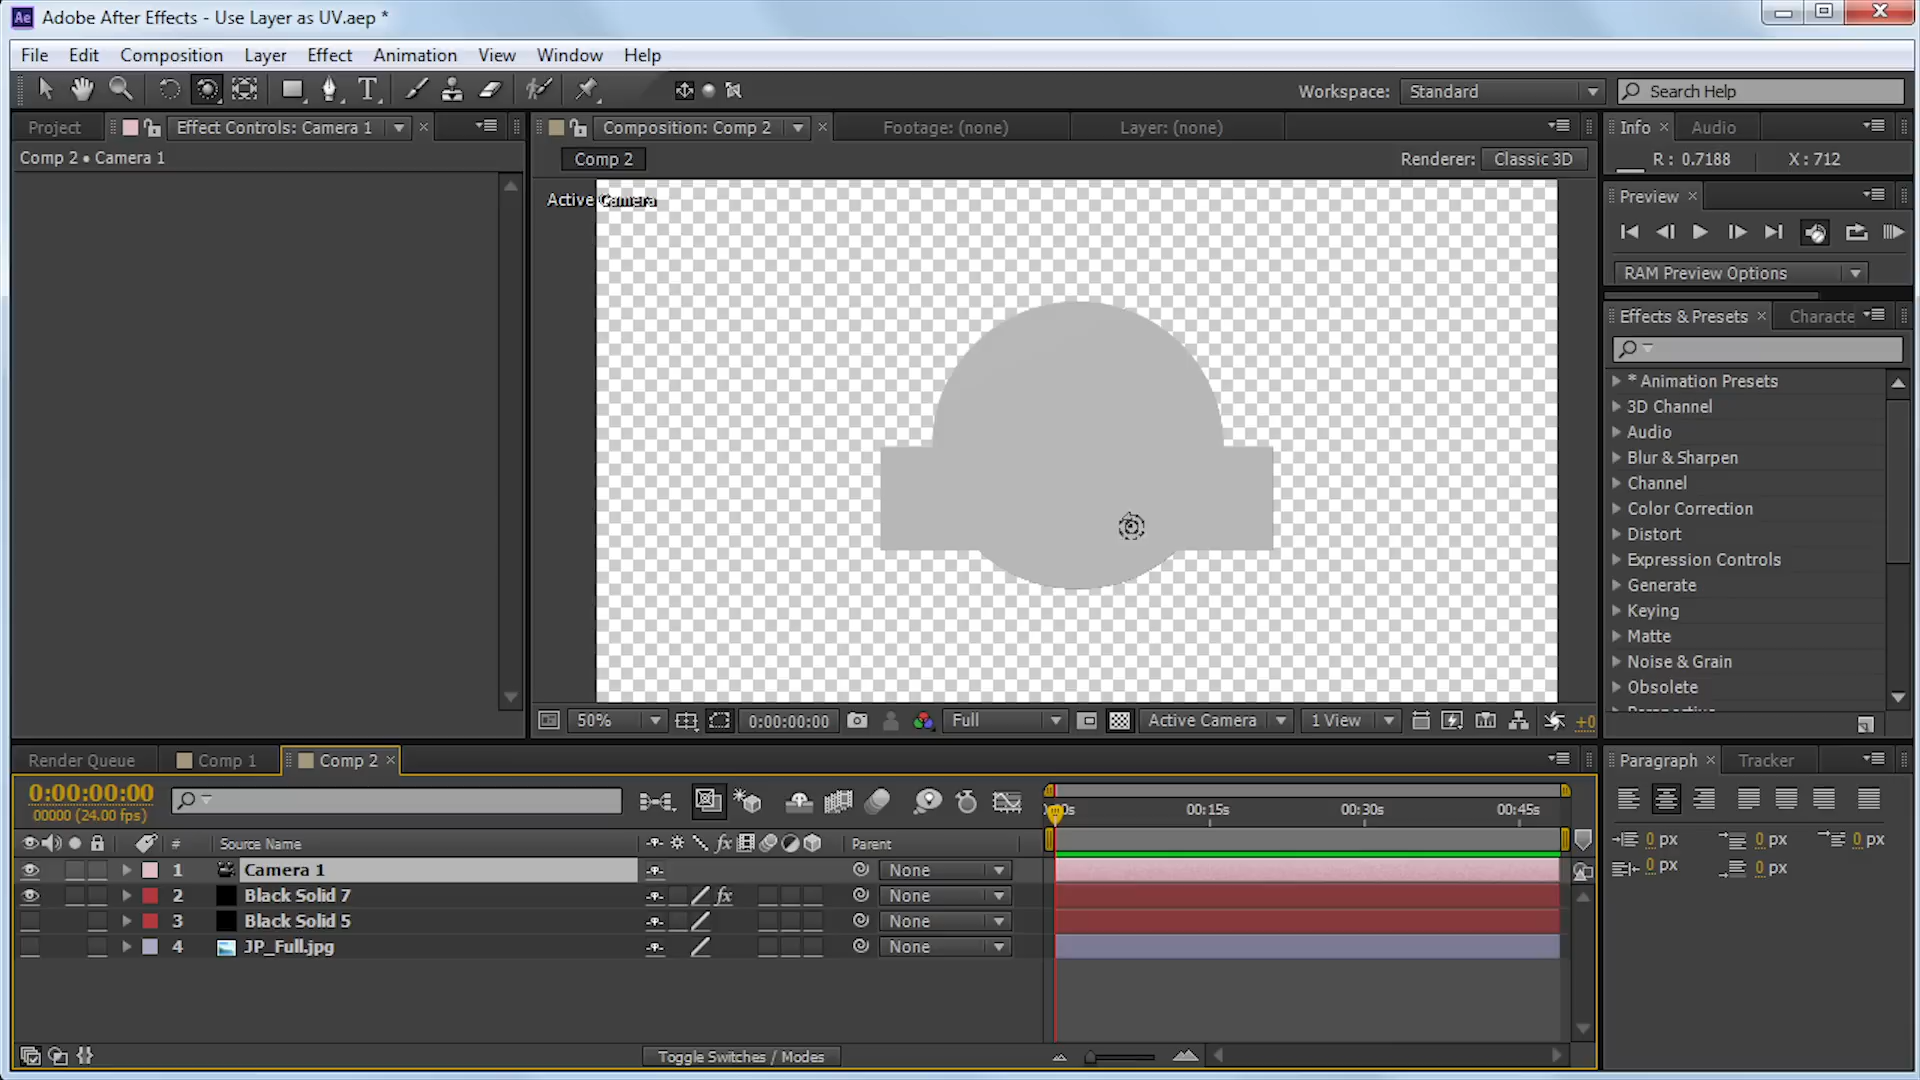 Ae Adobe After Effects - Use Layer as UV.aep *
File Edit Composition Layer Effect Animation View Window Help
T Workspace: Standard Search Help
Project Effect Controls: Camera 1 Composition: Comp 2 Footage: (none) Layer: (none) Info Audio
Comp 2 • Camera 1
Comp 2 Renderer: Classic 3D
R : 0.7188 X : 712
Active Camera
Preview
RAM Preview Options
Effects & Presets Characte
* Animation Presets
3D Channel
Audio
Blur & Sharpen
Channel
Color Correction
Distort
Expression Controls
Generate
Keying
Matte
Noise & Grain
Obsolete
50% 0:00:00:00 Full Active Camera 1 View +0
Render Queue Comp 1 Comp 2 Paragraph Tracker
0:00:00:00
00000 (24.00 fps)
00:15s 00:30s 00:45s
0 px 0 px 0 px
0 px 0 px
# Source Name fx Parent
1 Camera 1 None
2 Black Solid 7 fx None
3 Black Solid 5 None
4 JP_Full.jpg None
Toggle Switches / Modes